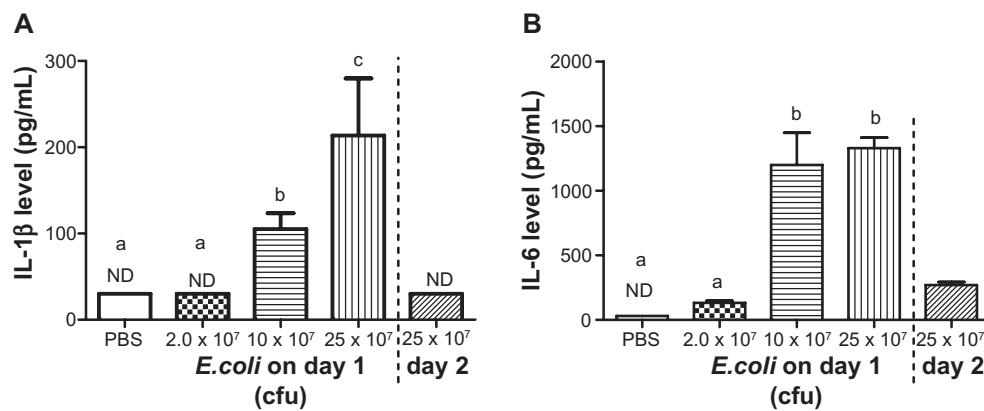 A
IL-1β level (pg/mL)
300
200
100
0
a
ND
a
ND
b
c
ND
PBS
2.0 x 10⁷
10 x 10⁷
25 x 10⁷
25 x 10⁷
E.coli on day 1
(cfu)
day 2
B
IL-6 level (pg/mL)
2000
1500
1000
500
0
a
ND
a
b
b
PBS
2.0 x 10⁷
10 x 10⁷
25 x 10⁷
25 x 10⁷
E.coli on day 1
(cfu)
day 2